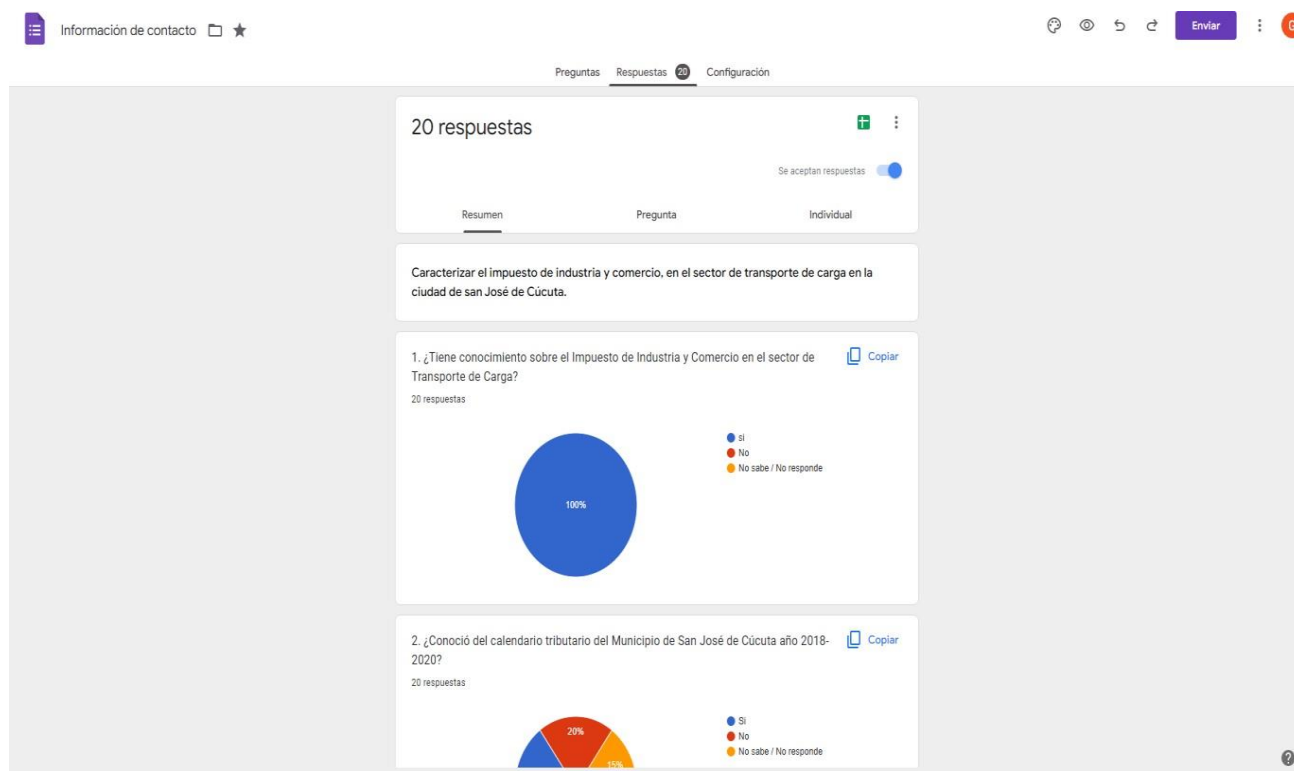 Información de contacto
Enviar
G
Preguntas Respuestas 20 Configuración
20 respuestas
Se aceptan respuestas
Resumen Pregunta Individual
Caracterizar el impuesto de industria y comercio, en el sector de transporte de carga en la
ciudad de san José de Cúcuta.
1. ¿Tiene conocimiento sobre el Impuesto de Industria y Comercio en el sector de
Transporte de Carga?
Copiar
20 respuestas
si
No
No sabe / No responde
100%
2. ¿Conoció del calendario tributario del Municipio de San José de Cúcuta año 2018-
2020?
Copiar
20 respuestas
Si
No
No sabe / No responde
20%
15%